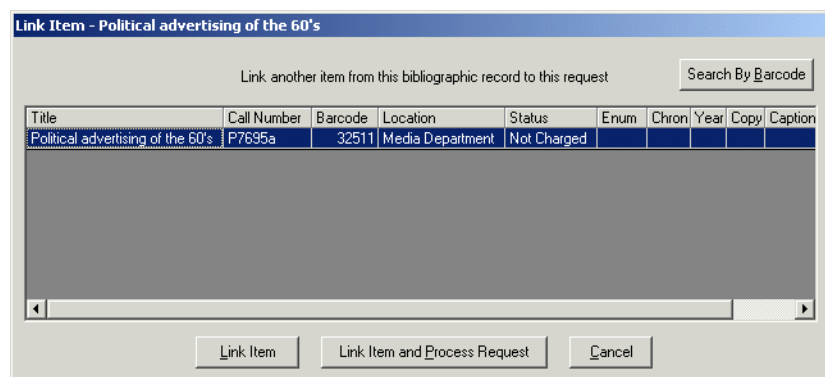 Link Item - Political advertising of the 60's
Link another item from this bibliographic record to this request
Search By Barcode
Title Call Number Barcode Location Status Enum Chron Year Copy Caption
Political advertising of the 60's P7695a 32511 Media Department Not Charged
Link Item Link Item and Process Request Cancel